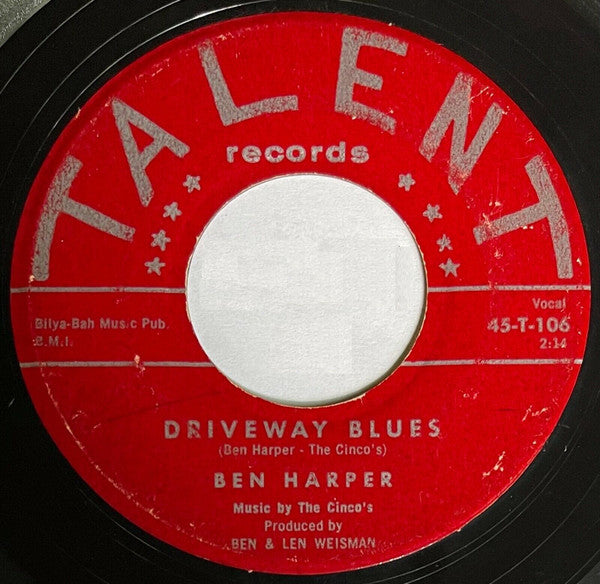 TALENT
records
Bilya-Bah Music Pub.
B.M.I.
Vocal
45-T-106
2:14
DRIVEWAY BLUES
(Ben Harper - The Cinco's)
BEN HARPER
Music by The Cinco's
Produced by
BEN & LEN WEISMAN